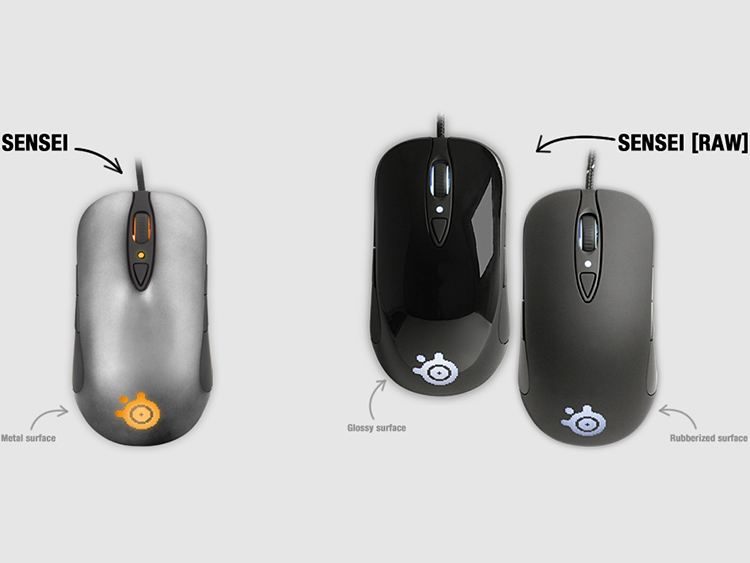 SENSEI
SENSEI [RAW]
Metal surface
Glossy surface
Rubberized surface